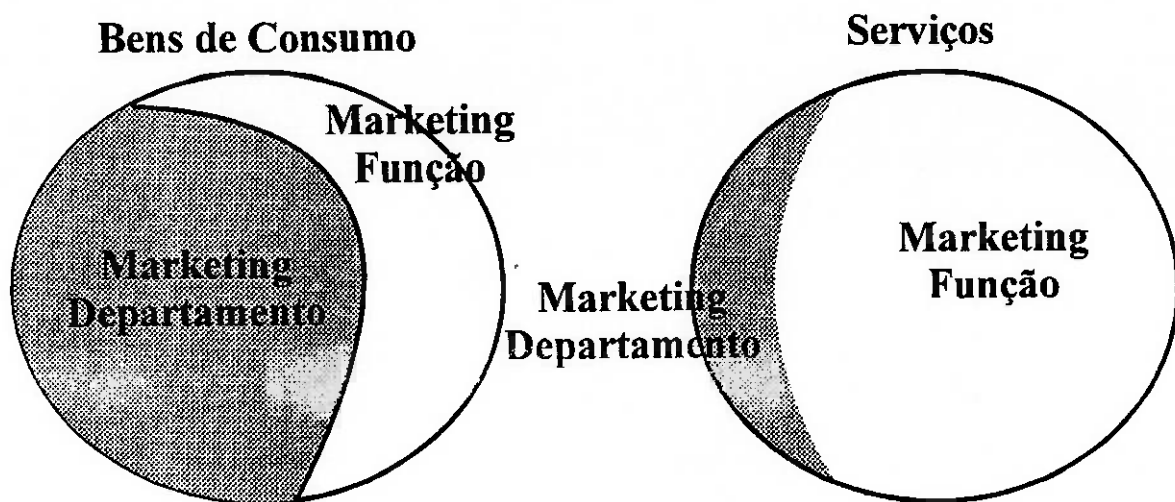 Bens de Consumo
Marketing
Função
Marketing
Departamento
Serviços
Marketing
Função
Marketing
Departamento